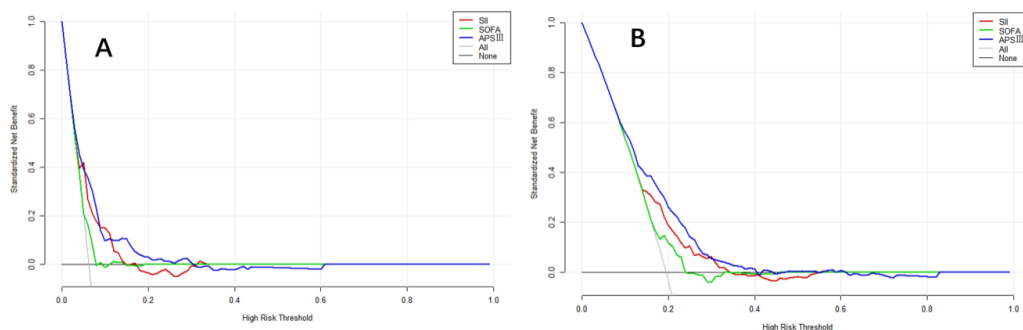 A
SII
SOFA
APSⅢ
All
None
Standardized Net Benefit
1.0
0.8
0.6
0.4
0.2
0.0
0.0 0.2 0.4 0.6 0.8 1.0
High Risk Threshold
B
SII
SOFA
APSⅢ
All
None
Standardized Net Benefit
1.0
0.8
0.6
0.4
0.2
0.0
0.0 0.2 0.4 0.6 0.8 1.0
High Risk Threshold